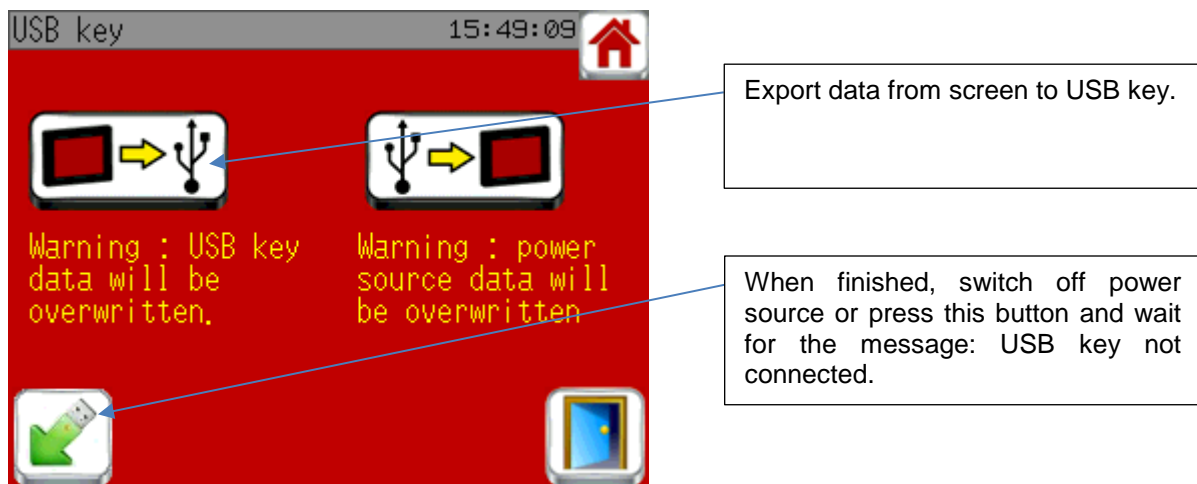 USB key
15:49:09
Export data from screen to USB key.
Warning : USB key
data will be
overwritten.
Warning : power
source data will
be overwritten
When finished, switch off power
source or press this button and wait
for the message: USB key not
connected.